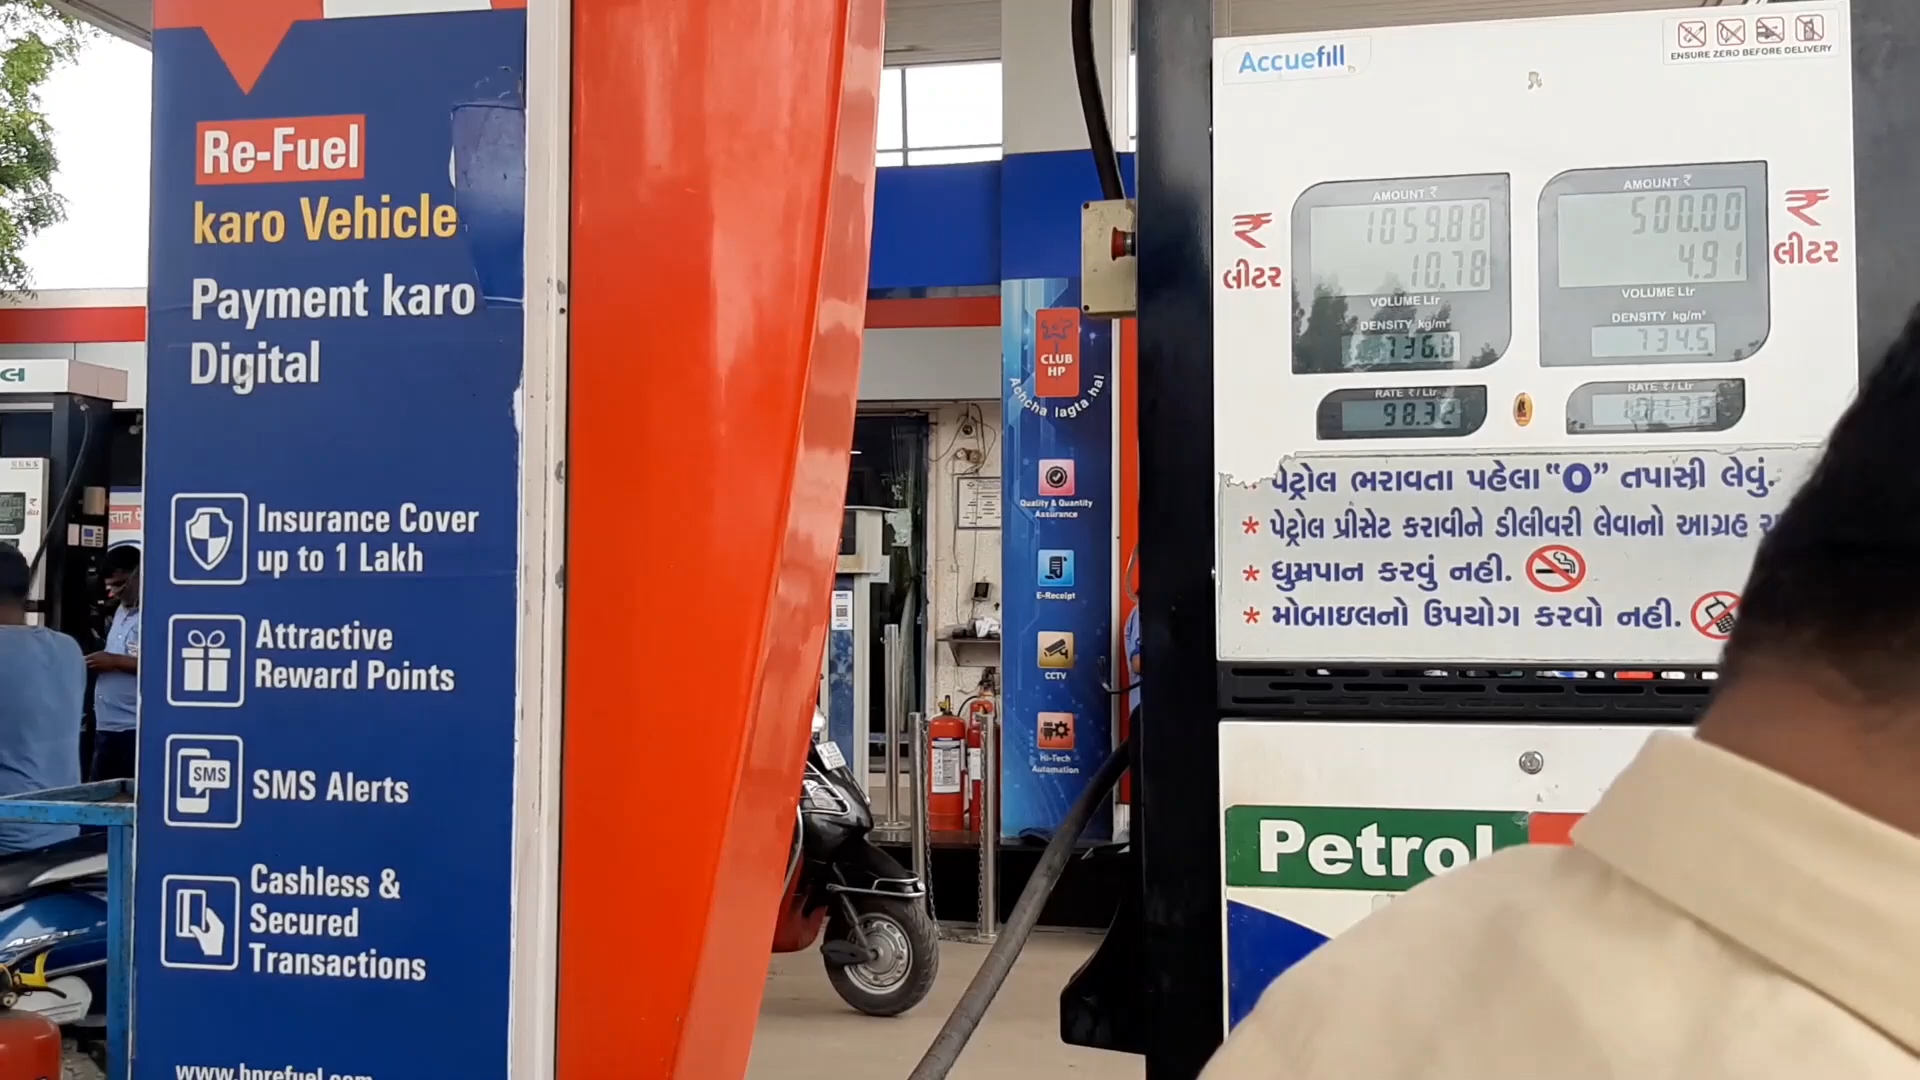 Re-Fuel
karo Vehicle
Payment karo
Digital
Insurance Cover
up to 1 Lakh
Attractive
Reward Points
SMS
SMS Alerts
Cashless &
Secured
Transactions
www.hprefuel.com
CLUB
HP
Achcha lagta hai
Quality & Quantity
Assurance
E-Receipt
CCTV
Hi-Tech
Automation
Accuefill
ENSURE ZERO BEFORE DELIVERY
₹
લીટર
AMOUNT ₹
1059.88
10.78
VOLUME Ltr
DENSITY kg/m³
736.0
RATE ₹/Ltr
98.32
AMOUNT ₹
500.00
4.91
VOLUME Ltr
DENSITY kg/m³
734.5
RATE ₹/Ltr
₹
લીટર
પેટ્રોલ ભરાવતા પહેલા "0" તપાસી લેવું.
* પેટ્રોલ પ્રીસેટ કરાવીને ડીલીવરી લેવાનો આગ્રહ
* ધુમ્રપાન કરવું નહી.
* મોબાઇલનો ઉપયોગ કરવો નહી.
Petrol